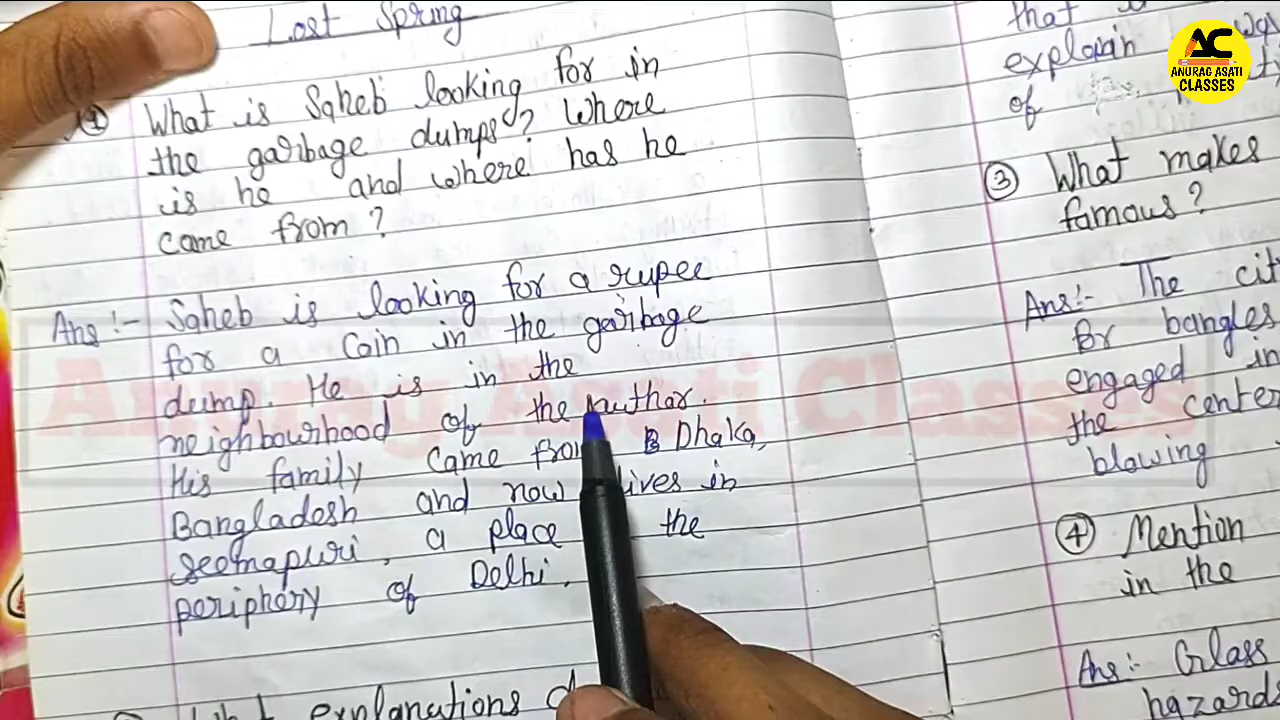 Lost Spring
① What is Saheb looking for in
the garbage dumps? Where
is he and where has he
came from?
Ans :- Saheb is looking for a rupee
for a Coin in the garbage
dump. He is in the
neighbourhood of the author.
His family came from Dhaka,
Bangladesh and now lives in
seemapuri, a place the
periphery of Delhi.
explanations
that
explain
of
③ What makes
famous?
Ans :- The
for bangles
engaged in
the center
blowing
④ Mention
in the
Ans :- Glass
hazards
AC
ANURAG ASATI
CLASSES
Anurag Asati Classes